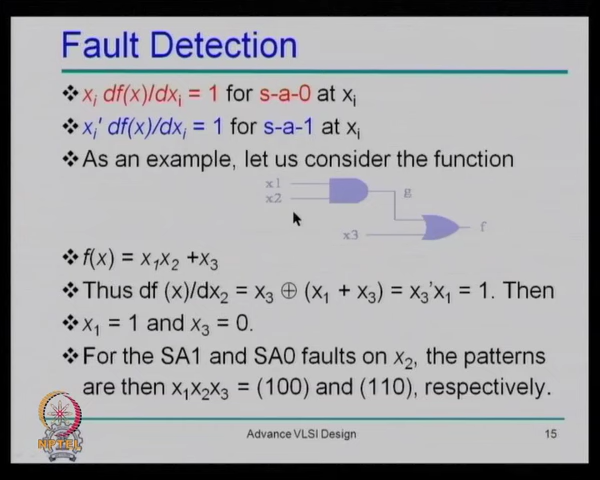 Fault Detection
❖xᵢ df(x)/dxᵢ = 1 for s-a-0 at xᵢ
❖xᵢ' df(x)/dxᵢ = 1 for s-a-1 at xᵢ
❖As an example, let us consider the function
x1
x2
g
x3
f
❖f(x) = x₁x₂ +x₃
❖Thus df (x)/dx₂ = x₃ ⊕ (x₁ + x₃) = x₃'x₁ = 1. Then
❖x₁ = 1 and x₃ = 0.
❖For the SA1 and SA0 faults on x₂, the patterns
are then x₁x₂x₃ = (100) and (110), respectively.
NPTEL
Advance VLSI Design
15